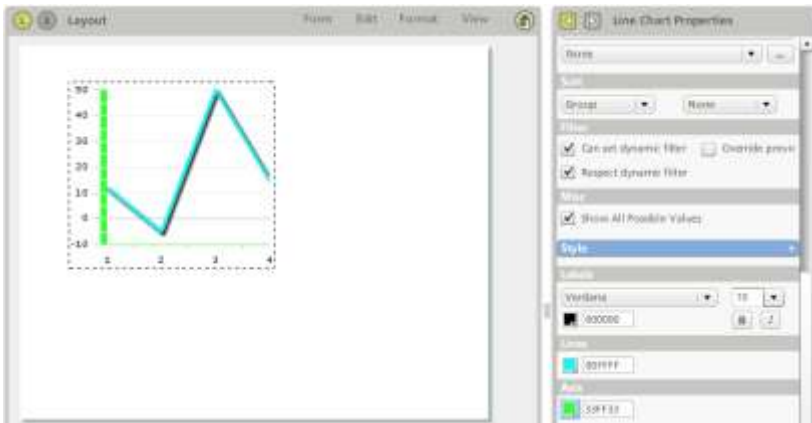 Layout
Form Edit Format View
Line Chart Properties
None
Sort
Group None
Filter
Can set dynamic filter Override previ
Respect dynamic filter
Misc
Show All Possible Values
Style
Labels
Verdana 10
000000 B I
Lines
00FFFF
Axis
33FF33
50
40
30
20
10
0
-10
1 2 3 4